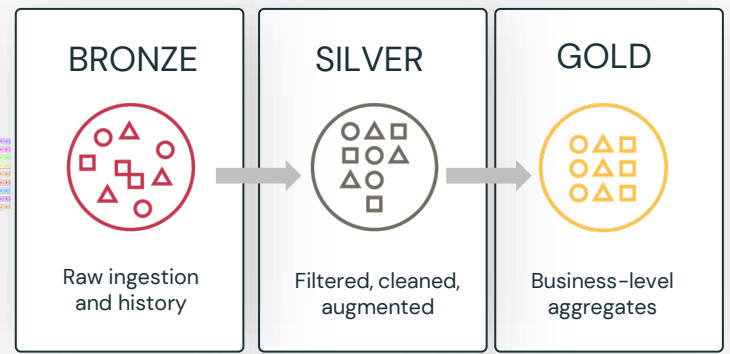 BRONZE
SILVER
GOLD
Raw ingestion
and history
Filtered, cleaned,
augmented
Business-level
aggregates